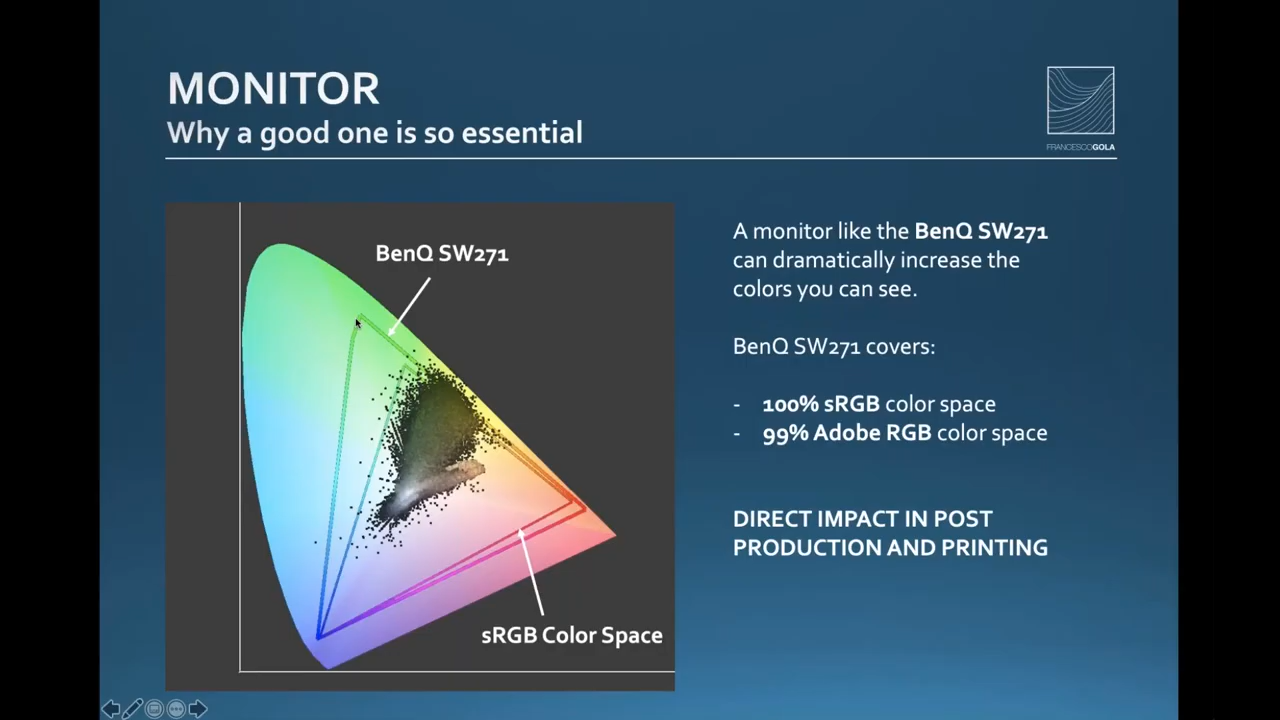 MONITOR
Why a good one is so essential
FRANCESCOGOLA
BenQ SW271
sRGB Color Space
A monitor like the BenQ SW271
can dramatically increase the
colors you can see.
BenQ SW271 covers:
- 100% sRGB color space
- 99% Adobe RGB color space
DIRECT IMPACT IN POST
PRODUCTION AND PRINTING